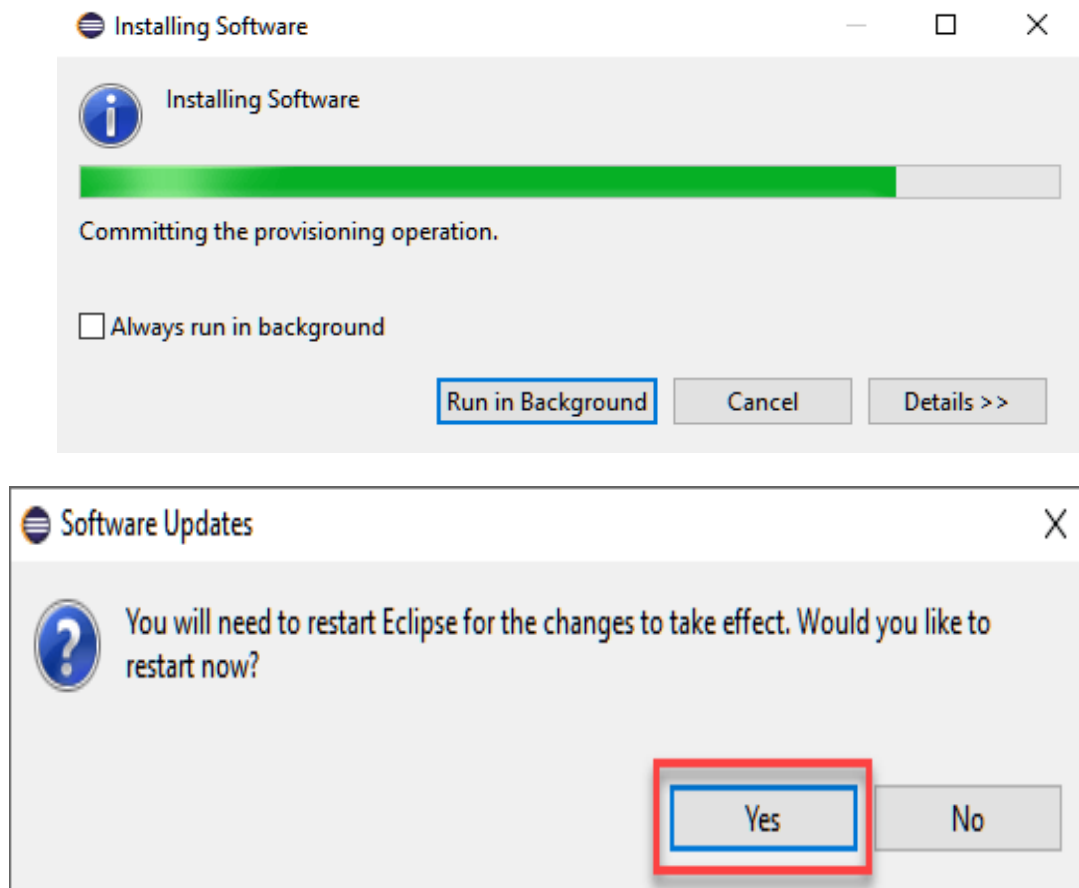 Installing Software
Installing Software
Committing the provisioning operation.
Always run in background
Run in Background Cancel Details >>
Software Updates
You will need to restart Eclipse for the changes to take effect. Would you like to
restart now?
Yes No